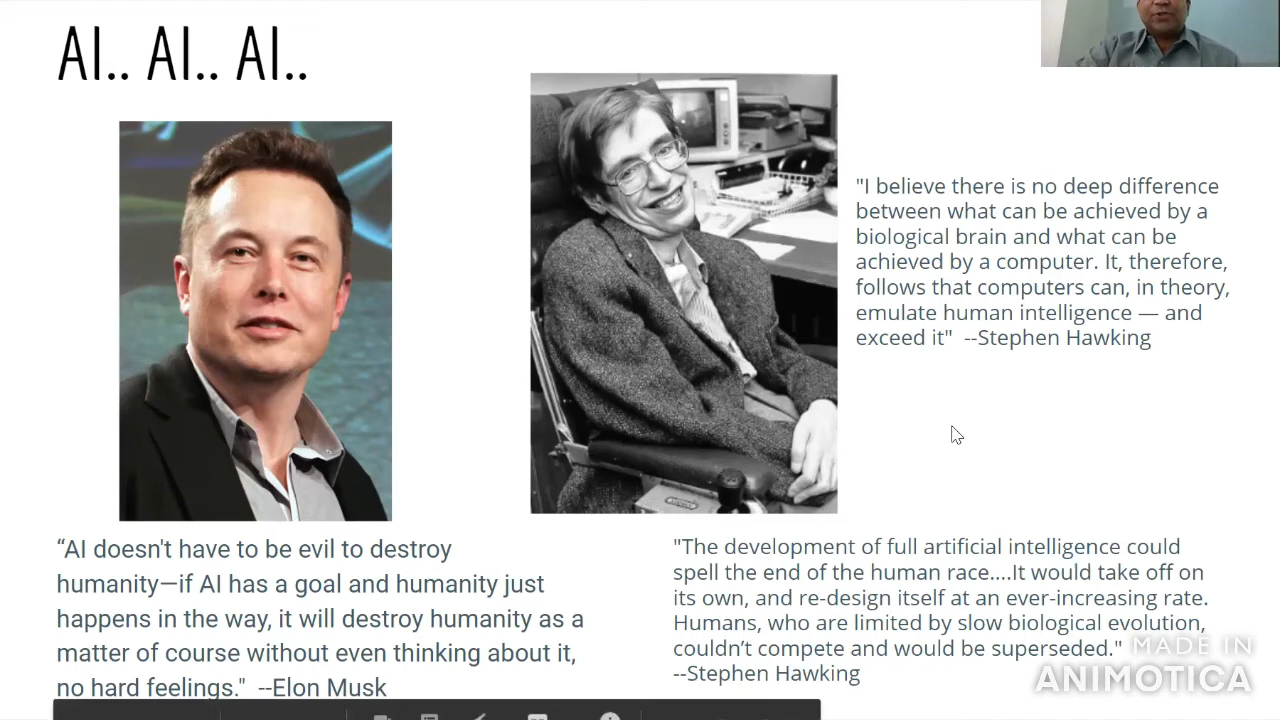 AI.. AI.. AI..
"I believe there is no deep difference
between what can be achieved by a
biological brain and what can be
achieved by a computer. It, therefore,
follows that computers can, in theory,
emulate human intelligence — and
exceed it"  --Stephen Hawking
“AI doesn't have to be evil to destroy
humanity—if AI has a goal and humanity just
happens in the way, it will destroy humanity as a
matter of course without even thinking about it,
no hard feelings."  --Elon Musk
"The development of full artificial intelligence could
spell the end of the human race....It would take off on
its own, and re-design itself at an ever-increasing rate.
Humans, who are limited by slow biological evolution,
couldn’t compete and would be superseded."
--Stephen Hawking
MADE IN
ANIMOTICA